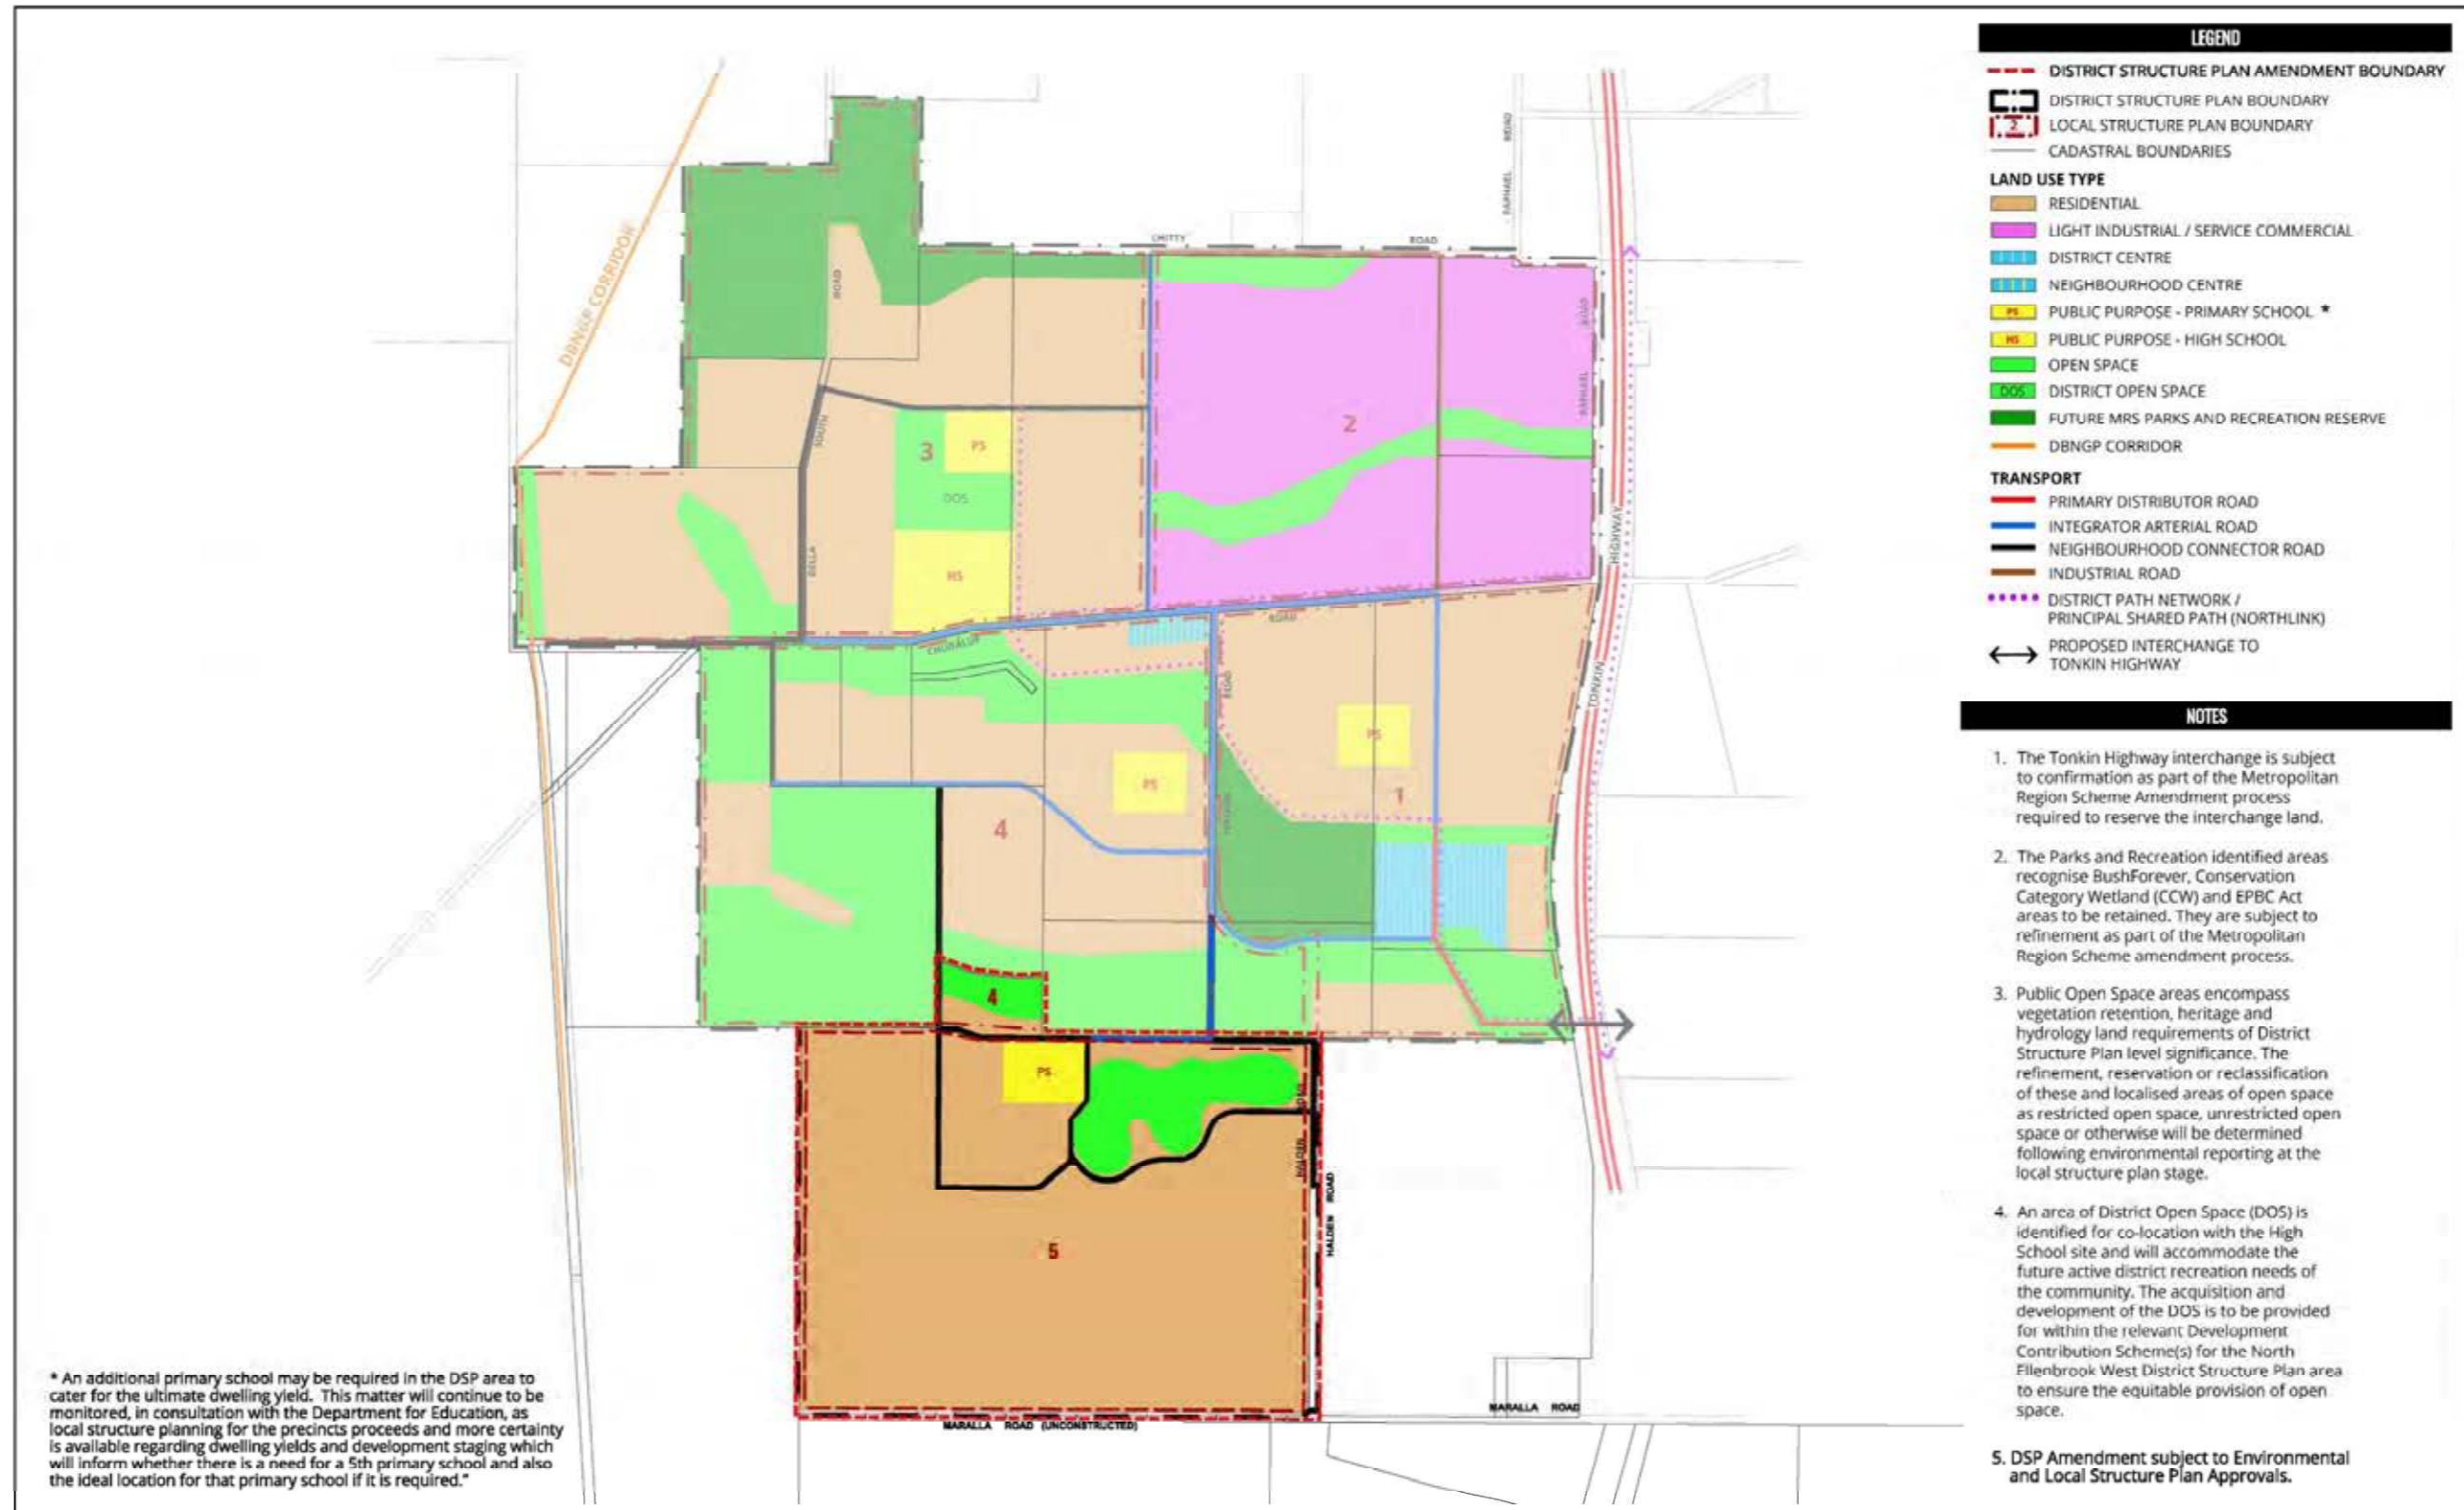 LEGEND
DISTRICT STRUCTURE PLAN AMENDMENT BOUNDARY
DISTRICT STRUCTURE PLAN BOUNDARY
2 LOCAL STRUCTURE PLAN BOUNDARY
CADASTRAL BOUNDARIES
LAND USE TYPE
RESIDENTIAL
LIGHT INDUSTRIAL / SERVICE COMMERCIAL
DISTRICT CENTRE
NEIGHBOURHOOD CENTRE
PS PUBLIC PURPOSE - PRIMARY SCHOOL *
HS PUBLIC PURPOSE - HIGH SCHOOL
OPEN SPACE
DOS DISTRICT OPEN SPACE
FUTURE MRS PARKS AND RECREATION RESERVE
DBNGP CORRIDOR
TRANSPORT
PRIMARY DISTRIBUTOR ROAD
INTEGRATOR ARTERIAL ROAD
NEIGHBOURHOOD CONNECTOR ROAD
INDUSTRIAL ROAD
DISTRICT PATH NETWORK /
PRINCIPAL SHARED PATH (NORTHLINK)
PROPOSED INTERCHANGE TO
TONKIN HIGHWAY
NOTES
1. The Tonkin Highway interchange is subject
to confirmation as part of the Metropolitan
Region Scheme Amendment process
required to reserve the interchange land.
2. The Parks and Recreation identified areas
recognise BushForever, Conservation
Category Wetland (CCW) and EPBC Act
areas to be retained. They are subject to
refinement as part of the Metropolitan
Region Scheme amendment process.
3. Public Open Space areas encompass
vegetation retention, heritage and
hydrology land requirements of District
Structure Plan level significance. The
refinement, reservation or reclassification
of these and localised areas of open space
as restricted open space, unrestricted open
space or otherwise will be determined
following environmental reporting at the
local structure plan stage.
4. An area of District Open Space (DOS) is
identified for co-location with the High
School site and will accommodate the
future active district recreation needs of
the community. The acquisition and
development of the DOS is to be provided
for within the relevant Development
Contribution Scheme(s) for the North
Ellenbrook West District Structure Plan area
to ensure the equitable provision of open
space.
5. DSP Amendment subject to Environmental
and Local Structure Plan Approvals.
DBNGP CORRIDOR
CHITTY ROAD
RAPHAEL ROAD
ROAD
SOUTH
DELLA
2
3
PS
DOS
HS
RAPHAEL
TONKIN HIGHWAY
ROAD
ROAD
PS
PS
1
4
4
PS
5
ROAD
HALDEN
HALDEN ROAD
MARALLA ROAD (UNCONSTRUCTED)
MARALLA ROAD
* An additional primary school may be required in the DSP area to
cater for the ultimate dwelling yield. This matter will continue to be
monitored, in consultation with the Department for Education, as
local structure planning for the precincts proceeds and more certainty
is available regarding dwelling yields and development staging which
will inform whether there is a need for a 5th primary school and also
the ideal location for that primary school if it is required."